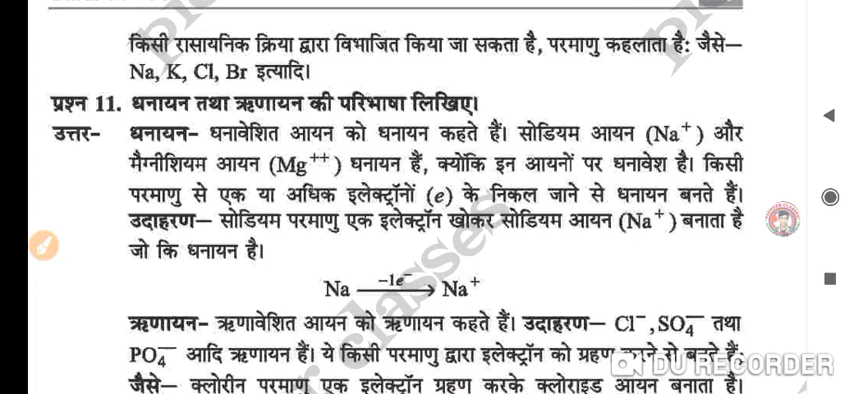 किसी रासायनिक क्रिया द्वारा विभाजित किया जा सकता है, परमाणु कहलाता है: जैसे—
Na, K, Cl, Br इत्यादि।
प्रश्न 11. धनायन तथा ऋणायन की परिभाषा लिखिए।
उत्तर- धनायन- धनावेशित आयन को धनायन कहते हैं। सोडियम आयन (Na⁺) और
मैग्नीशियम आयन (Mg⁺⁺) धनायन हैं, क्योंकि इन आयनों पर धनावेश है। किसी
परमाणु से एक या अधिक इलेक्ट्रॉनों (e) के निकल जाने से धनायन बनते हैं।
उदाहरण— सोडियम परमाणु एक इलेक्ट्रॉन खोकर सोडियम आयन (Na⁺) बनाता है
जो कि धनायन है।
Na —−1e⁻→ Na⁺
ऋणायन- ऋणावेशित आयन को ऋणायन कहते हैं। उदाहरण— Cl⁻, SO₄⁻⁻ तथा
PO₄⁻⁻ आदि ऋणायन हैं। ये किसी परमाणु द्वारा इलेक्ट्रॉन को ग्रहण से बनते हैं;
DU RECORDER
जैसे— क्लोरीन परमाणु एक इलेक्ट्रॉन ग्रहण करके क्लोराइड आयन बनाता है।
classes